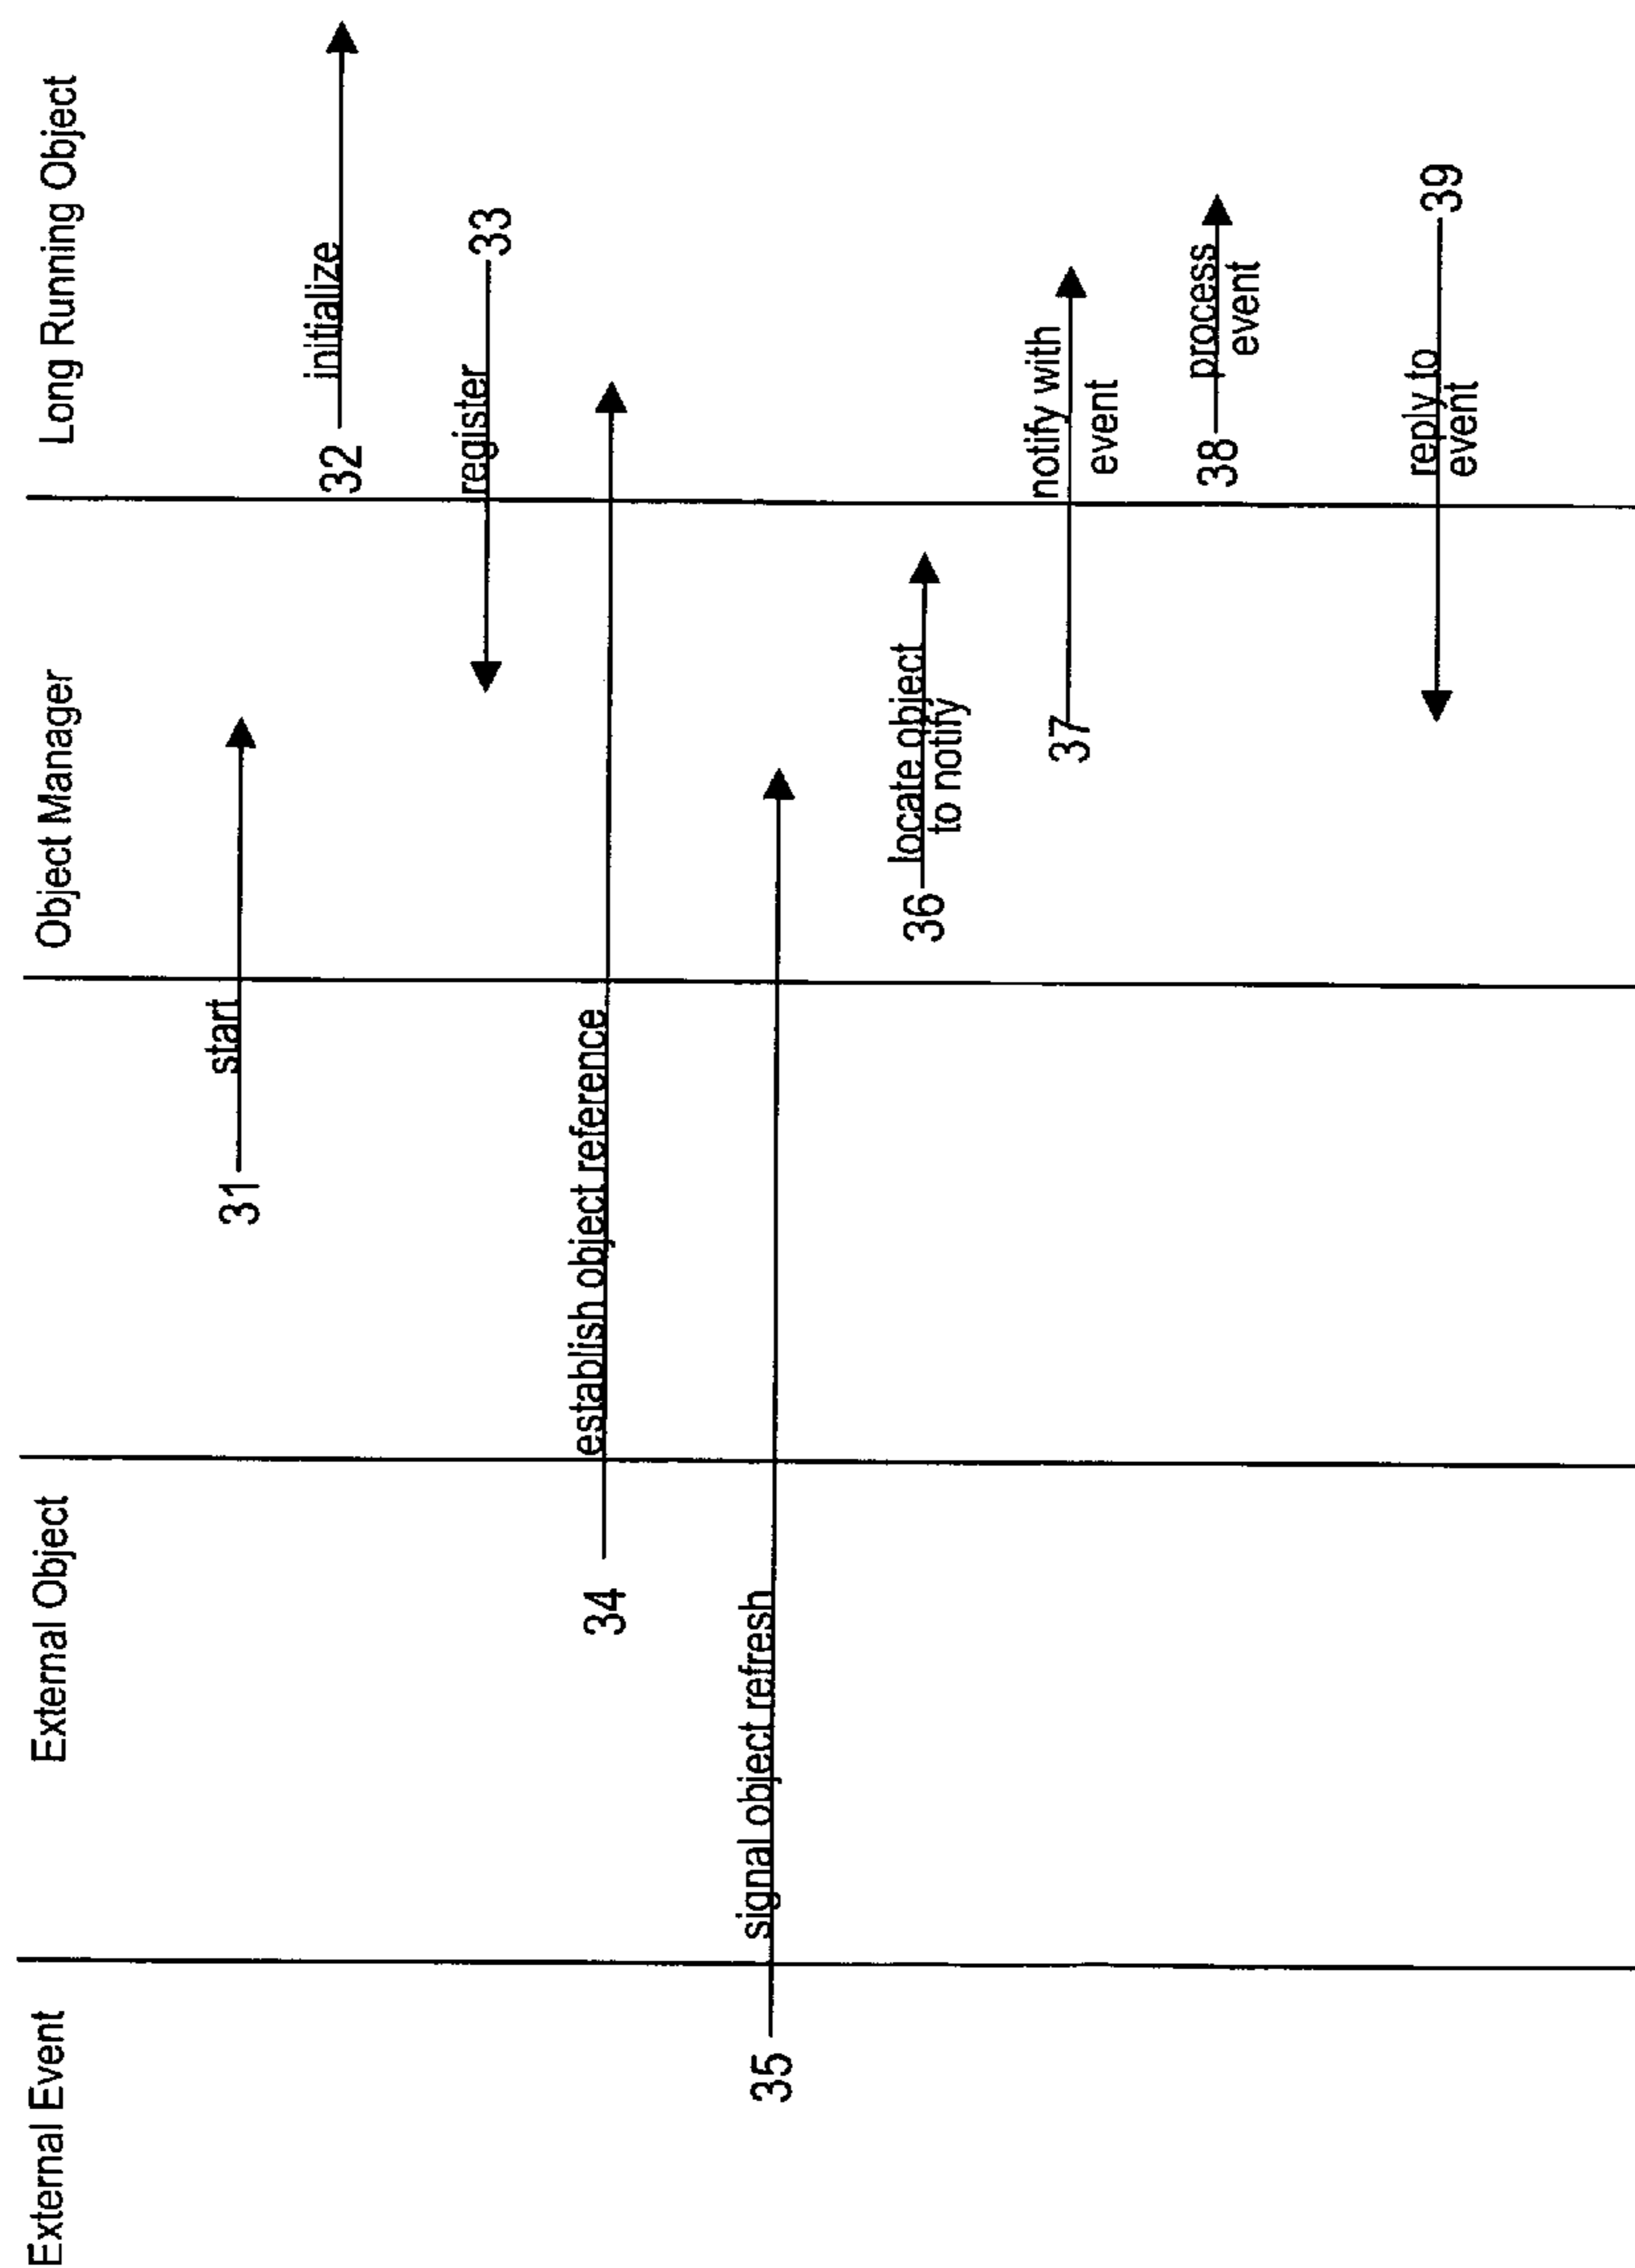 External Event
External Object
Object Manager
Long Running Object
31
start
32
initialize
33
register
34
establish object reference
35
signal object refresh
36
locate object
to notify
37
notify with
event
38
process
event
39
reply to
event